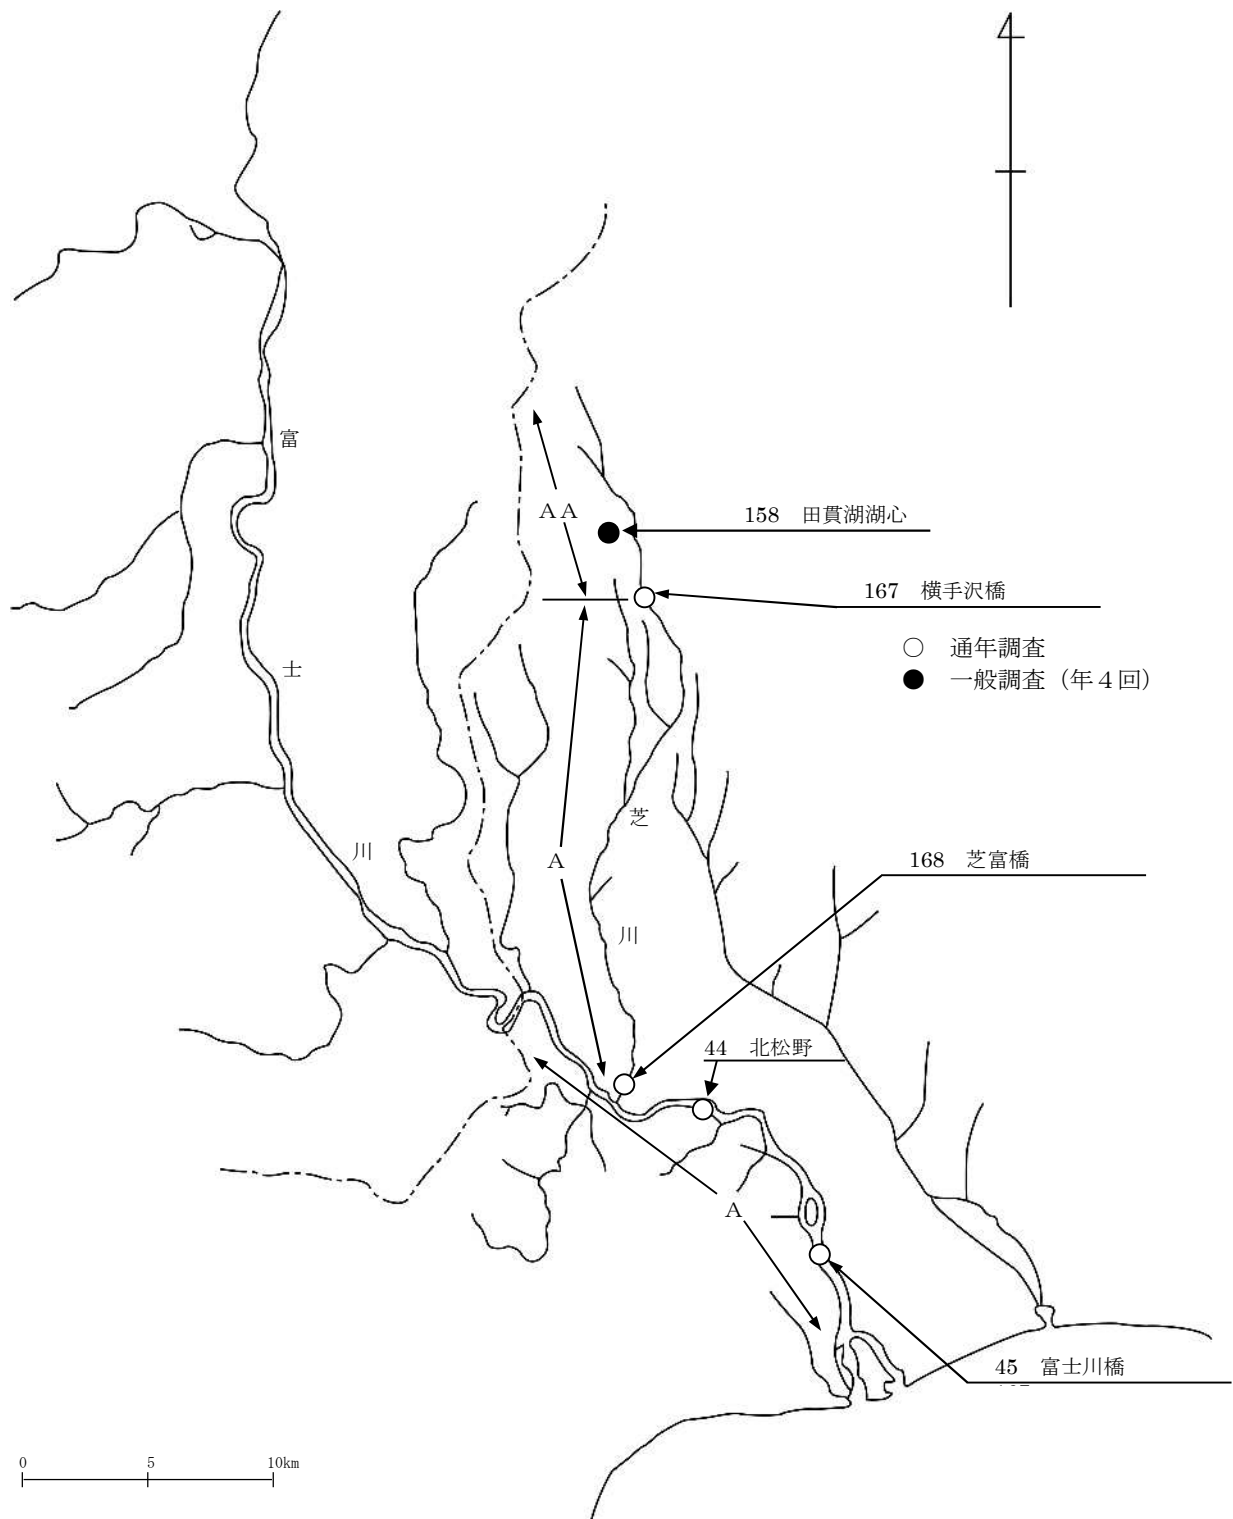 富
士
川
ＡＡ
158　田貫湖湖心
167　横手沢橋
○　通年調査
●　一般調査（年４回）
芝
川
Ａ
168　芝富橋
44　北松野
Ａ
45　富士川橋
0 5 10km